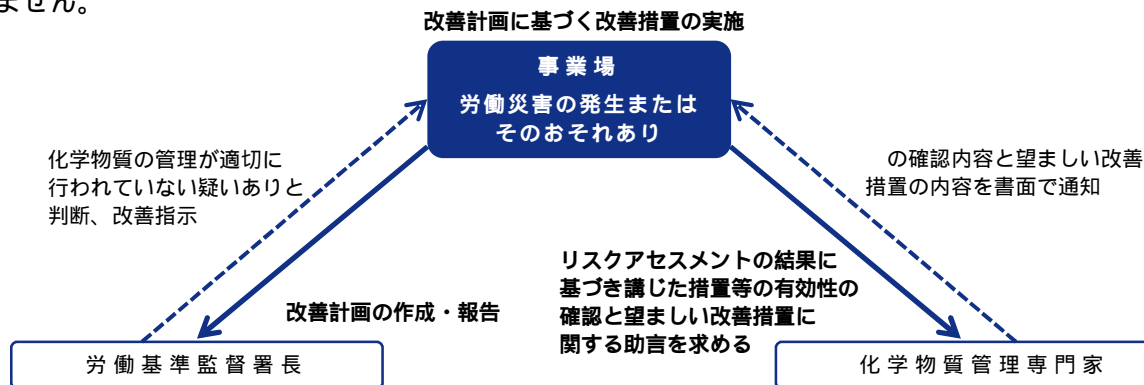 ません。
改善計画に基づく改善措置の実施
事業場
労働災害の発生または
そのおそれあり
化学物質の管理が適切に
行われていない疑いありと
判断、改善指示
の確認内容と望ましい改善
措置の内容を書面で通知
リスクアセスメントの結果に
基づき講じた措置等の有効性の
確認と望ましい改善措置に
関する助言を求める
改善計画の作成・報告
労働基準監督署長
化学物質管理専門家